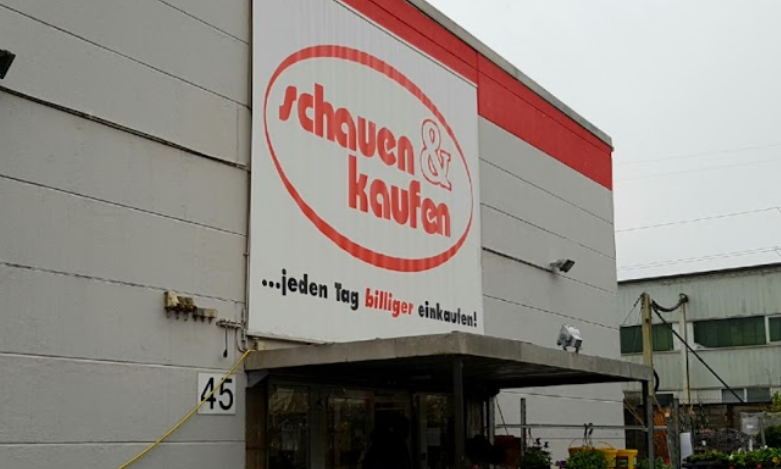 schauen &
kaufen
...jeden Tag billiger einkaufen!
45